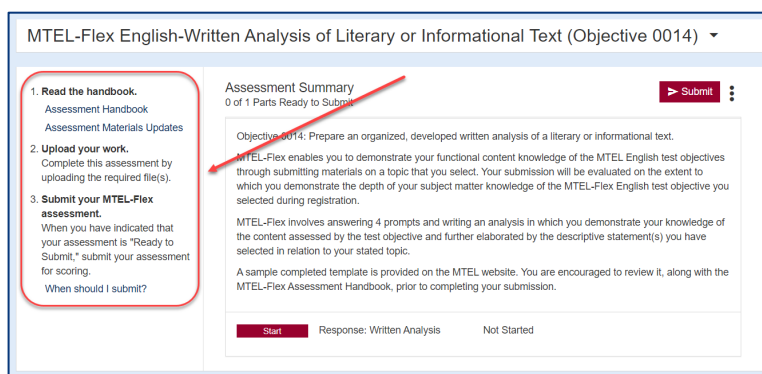 MTEL-Flex English-Written Analysis of Literary or Informational Text (Objective 0014)
1. Read the handbook.
Assessment Handbook
Assessment Materials Updates
2. Upload your work.
Complete this assessment by
uploading the required file(s).
3. Submit your MTEL-Flex
assessment.
When you have indicated that
your assessment is "Ready to
Submit," submit your assessment
for scoring.
When should I submit?
Assessment Summary
0 of 1 Parts Ready to Submit
Submit
Objective 0014: Prepare an organized, developed written analysis of a literary or informational text.
MTEL-Flex enables you to demonstrate your functional content knowledge of the MTEL English test objectives
through submitting materials on a topic that you select. Your submission will be evaluated on the extent to
which you demonstrate the depth of your subject matter knowledge of the MTEL-Flex English test objective you
selected during registration.
MTEL-Flex involves answering 4 prompts and writing an analysis in which you demonstrate your knowledge of
the content assessed by the test objective and further elaborated by the descriptive statement(s) you have
selected in relation to your stated topic.
A sample completed template is provided on the MTEL website. You are encouraged to review it, along with the
MTEL-Flex Assessment Handbook, prior to completing your submission.
Start Response: Written Analysis Not Started